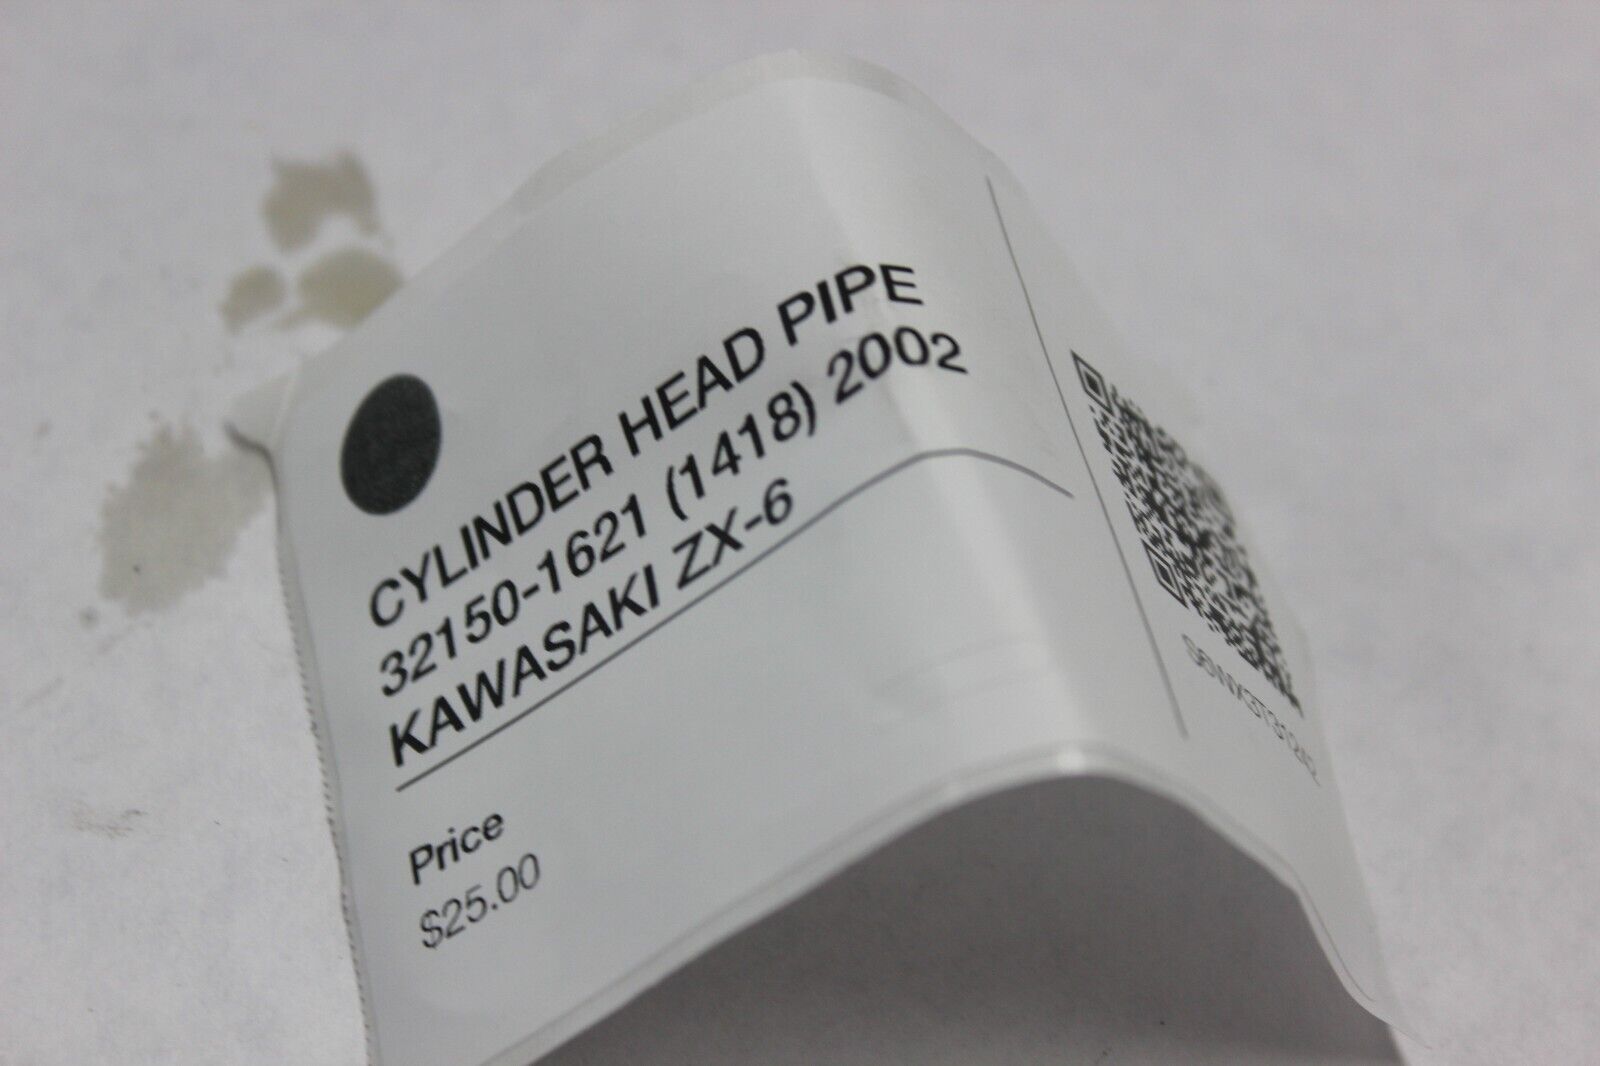 CYLINDER HEAD PIPE
32150-1621 (1418) 2002
KAWASAKI ZX-6
Price
$25.00